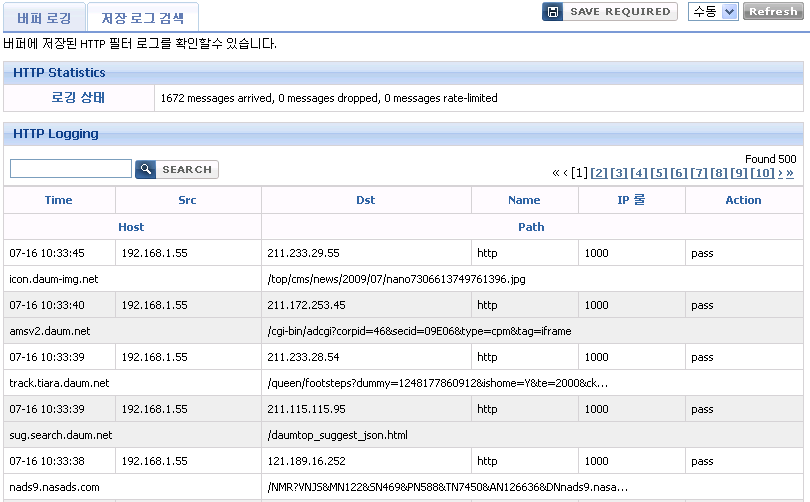 버퍼 로깅 저장 로그 검색 SAVE REQUIRED 수동 Refresh
버퍼에 저장된 HTTP 필터 로그를 확인할수 있습니다.
HTTP Statistics
로깅 상태 1672 messages arrived, 0 messages dropped, 0 messages rate-limited
HTTP Logging
Found 500
SEARCH « ‹ [1] [2] [3] [4] [5] [6] [7] [8] [9] [10] › »
Time Src Dst Name IP 룰 Action
Host Path
07-16 10:33:45 192.168.1.55 211.233.29.55 http 1000 pass
icon.daum-img.net /top/cms/news/2009/07/nano7306613749761396.jpg
07-16 10:33:40 192.168.1.55 211.172.253.45 http 1000 pass
amsv2.daum.net /cgi-bin/adcgi?corpid=46&secid=09E06&type=cpm&tag=iframe
07-16 10:33:39 192.168.1.55 211.233.28.54 http 1000 pass
track.tiara.daum.net /queen/footsteps?dummy=1248177860912&ishome=Y&te=2000&ck...
07-16 10:33:39 192.168.1.55 211.115.115.95 http 1000 pass
sug.search.daum.net /daumtop_suggest_json.html
07-16 10:33:38 192.168.1.55 121.189.16.252 http 1000 pass
nads9.nasads.com /NMR?VNJS&MN122&SN469&PN588&TN7450&AN126636&DNnads9.nasa...